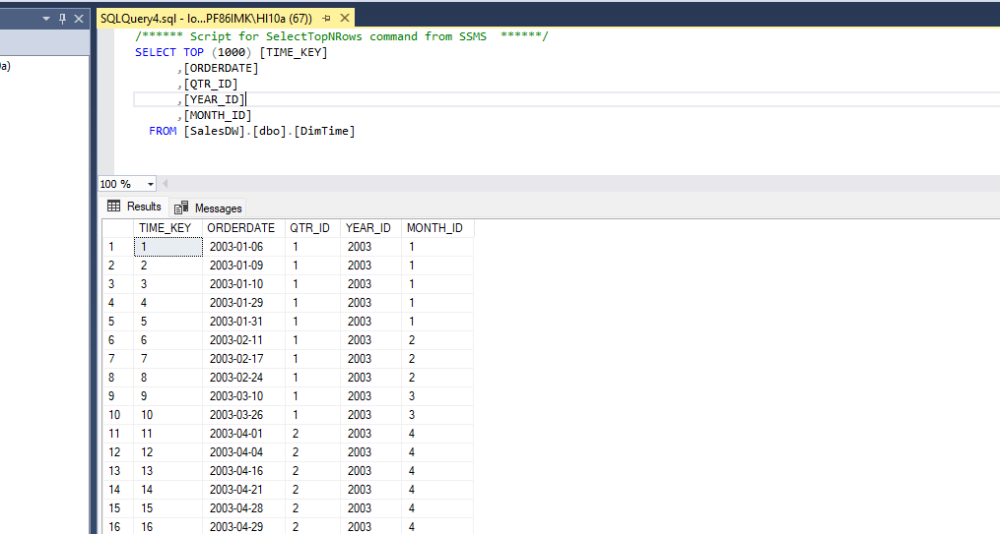 SQLQuery4.sql - lo...PF86IMK\HI10a (67))
a)
/****** Script for SelectTopNRows command from SSMS  ******/
SELECT TOP (1000) [TIME_KEY]
,[ORDERDATE]
,[QTR_ID]
,[YEAR_ID]
,[MONTH_ID]
FROM [SalesDW].[dbo].[DimTime]
100 %
Results Messages
TIME_KEY ORDERDATE QTR_ID YEAR_ID MONTH_ID
1 1 2003-01-06 1 2003 1
2 2 2003-01-09 1 2003 1
3 3 2003-01-10 1 2003 1
4 4 2003-01-29 1 2003 1
5 5 2003-01-31 1 2003 1
6 6 2003-02-11 1 2003 2
7 7 2003-02-17 1 2003 2
8 8 2003-02-24 1 2003 2
9 9 2003-03-10 1 2003 3
10 10 2003-03-26 1 2003 3
11 11 2003-04-01 2 2003 4
12 12 2003-04-04 2 2003 4
13 13 2003-04-16 2 2003 4
14 14 2003-04-21 2 2003 4
15 15 2003-04-28 2 2003 4
16 16 2003-04-29 2 2003 4